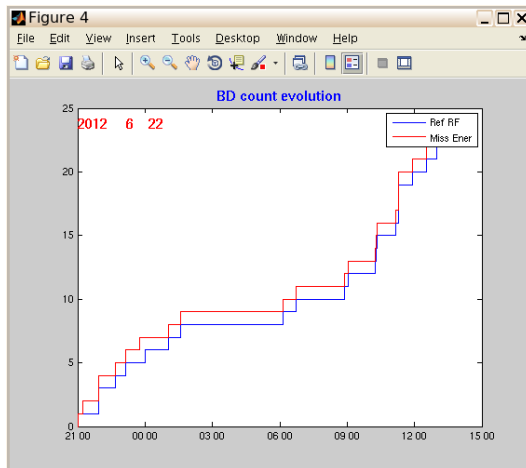 Figure 4
File Edit View Insert Tools Desktop Window Help
BD count evolution
2012 6 22
Ref RF
Miss Ener
25
20
15
10
5
0
21 00 00 00 03 00 06 00 09 00 12 00 15 00